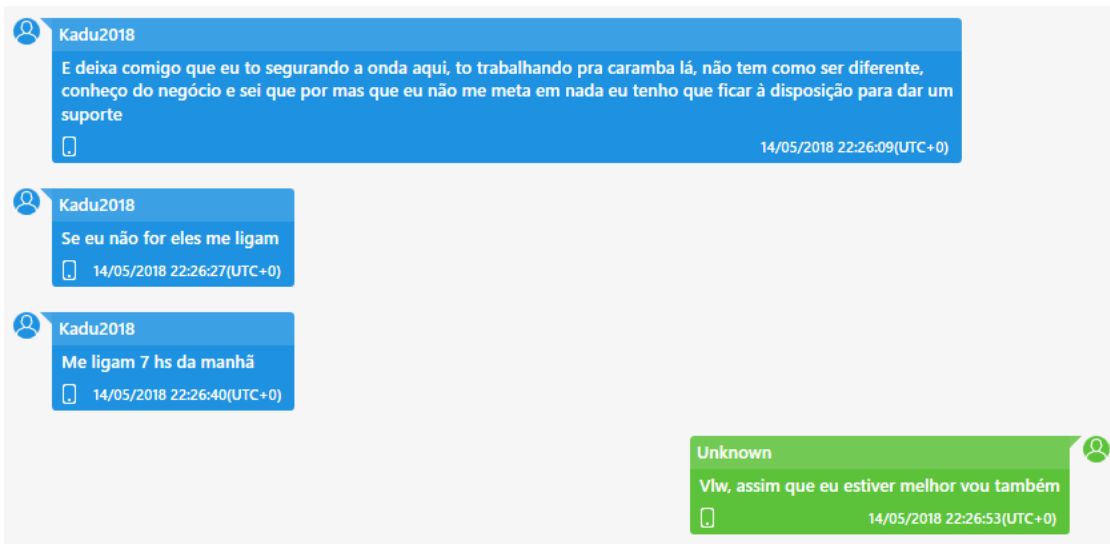 Kadu2018
E deixa comigo que eu to segurando a onda aqui, to trabalhando pra caramba lá, não tem como ser diferente,
conheço do negócio e sei que por mas que eu não me meta em nada eu tenho que ficar à disposição para dar um
suporte
14/05/2018 22:26:09(UTC+0)
Kadu2018
Se eu não for eles me ligam
14/05/2018 22:26:27(UTC+0)
Kadu2018
Me ligam 7 hs da manhã
14/05/2018 22:26:40(UTC+0)
Unknown
Vlw, assim que eu estiver melhor vou também
14/05/2018 22:26:53(UTC+0)